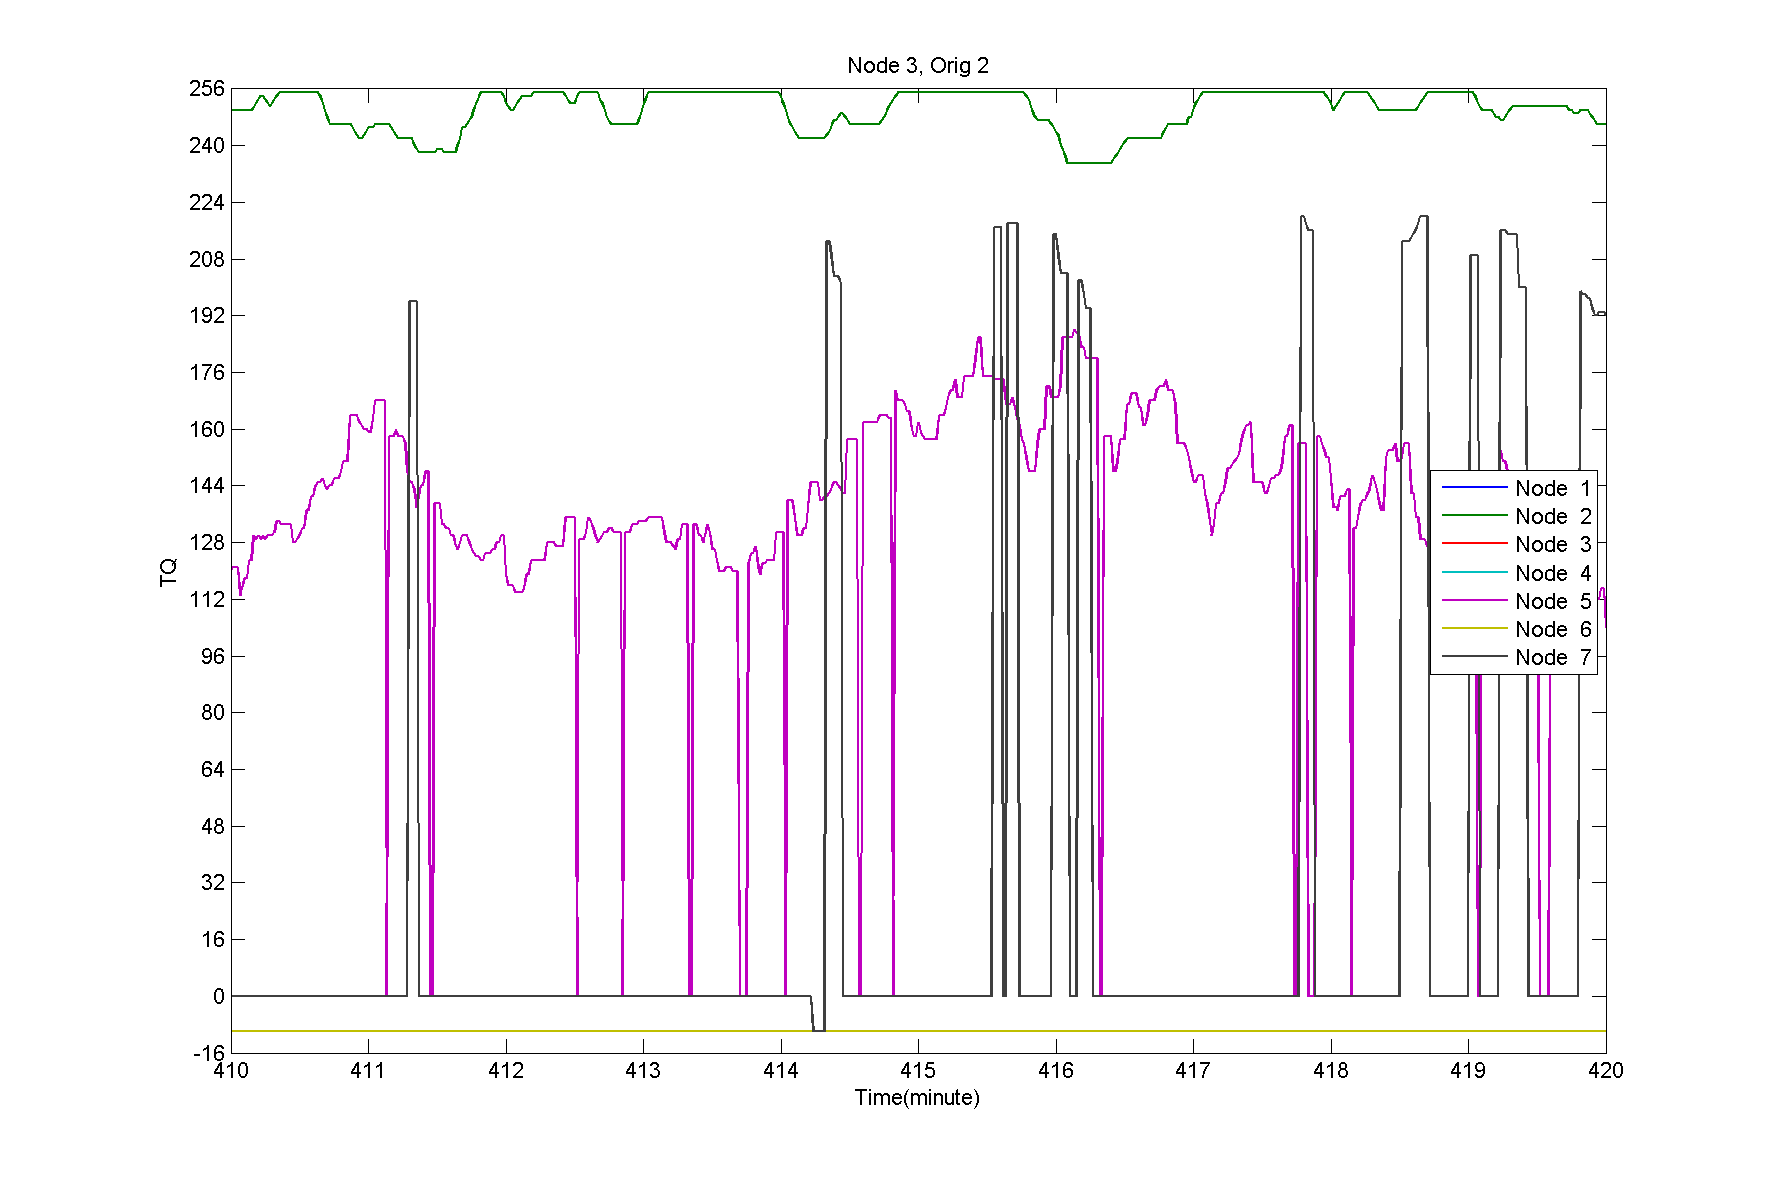 Node 3, Orig 2
256
240
224
208
192
176
160
144
128
112
96
80
64
48
32
16
0
-16
TQ
Node 1
Node 2
Node 3
Node 4
Node 5
Node 6
Node 7
410 411 412 413 414 415 416 417 418 419 420
Time(minute)